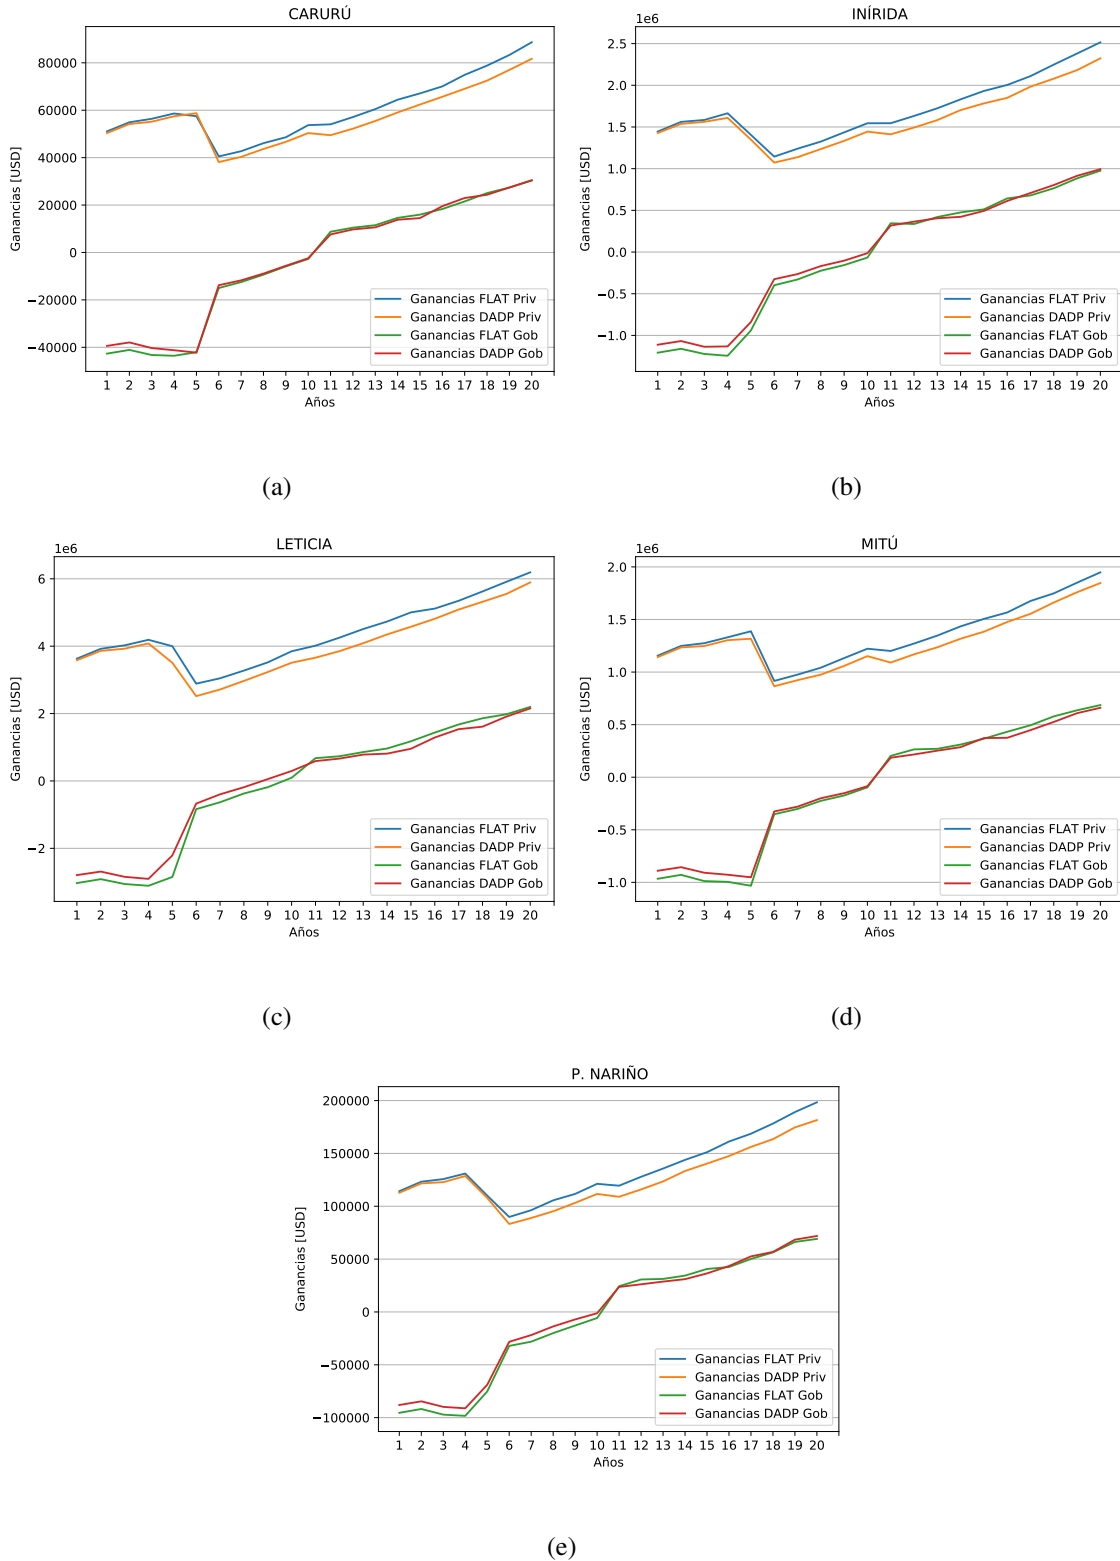 CARURÚ
80000
60000
40000
20000
0
−20000
−40000
Ganancias [USD]
Ganancias FLAT Priv
Ganancias DADP Priv
Ganancias FLAT Gob
Ganancias DADP Gob
1 2 3 4 5 6 7 8 9 10 11 12 13 14 15 16 17 18 19 20
Años
(a)
INÍRIDA
1e6
2.5
2.0
1.5
1.0
0.5
0.0
−0.5
−1.0
Ganancias [USD]
Ganancias FLAT Priv
Ganancias DADP Priv
Ganancias FLAT Gob
Ganancias DADP Gob
1 2 3 4 5 6 7 8 9 10 11 12 13 14 15 16 17 18 19 20
Años
(b)
LETICIA
1e6
6
4
2
0
−2
Ganancias [USD]
Ganancias FLAT Priv
Ganancias DADP Priv
Ganancias FLAT Gob
Ganancias DADP Gob
1 2 3 4 5 6 7 8 9 10 11 12 13 14 15 16 17 18 19 20
Años
(c)
MITÚ
1e6
2.0
1.5
1.0
0.5
0.0
−0.5
−1.0
Ganancias [USD]
Ganancias FLAT Priv
Ganancias DADP Priv
Ganancias FLAT Gob
Ganancias DADP Gob
1 2 3 4 5 6 7 8 9 10 11 12 13 14 15 16 17 18 19 20
Años
(d)
P. NARIÑO
200000
150000
100000
50000
0
−50000
−100000
Ganancias [USD]
Ganancias FLAT Priv
Ganancias DADP Priv
Ganancias FLAT Gob
Ganancias DADP Gob
1 2 3 4 5 6 7 8 9 10 11 12 13 14 15 16 17 18 19 20
Años
(e)